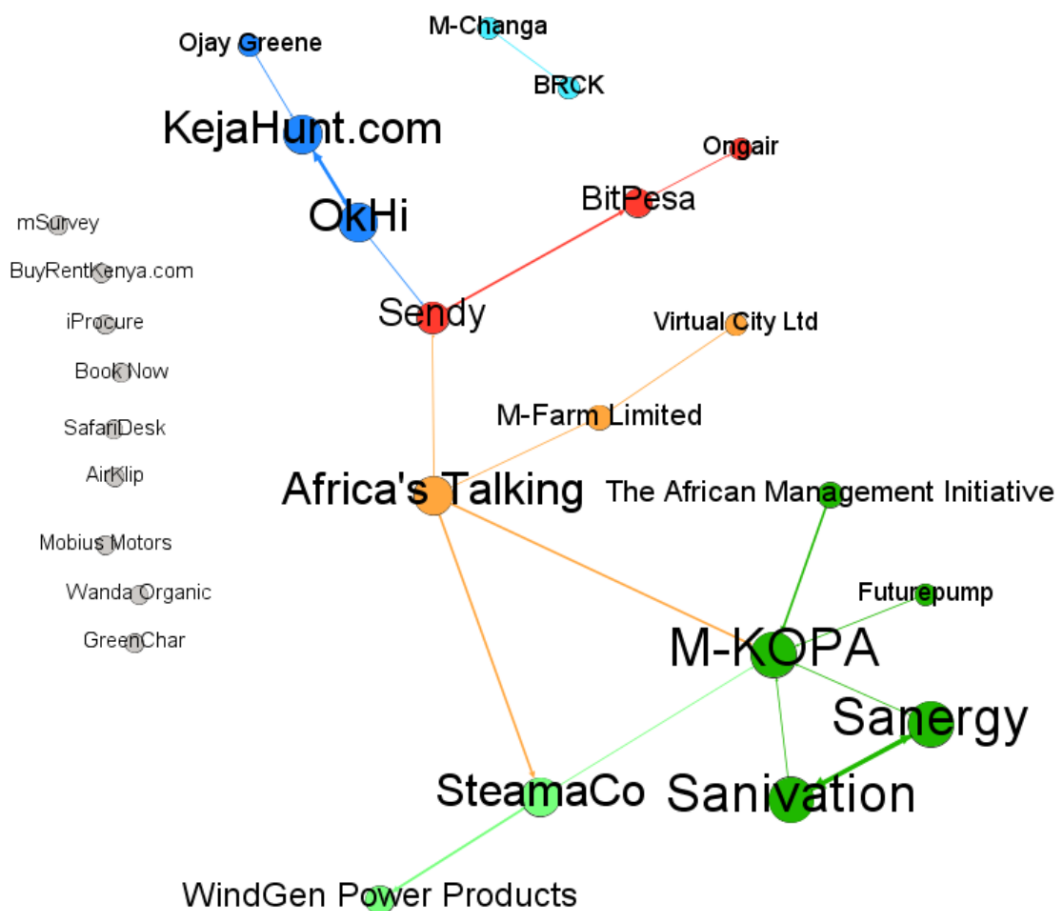 M-Changa
Ojay Greene
BRCK
KejaHunt.com
Ongair
BitPesa
OkHi
mSurvey
BuyRentKenya.com
Sendy
iProcure
Virtual City Ltd
Book Now
M-Farm Limited
SafariDesk
AirKlip
Africa's Talking
The African Management Initiative
Mobius Motors
Wanda Organic
Futurepump
GreenChar
M-KOPA
Sanergy
SteamaCo
Sanivation
WindGen Power Products